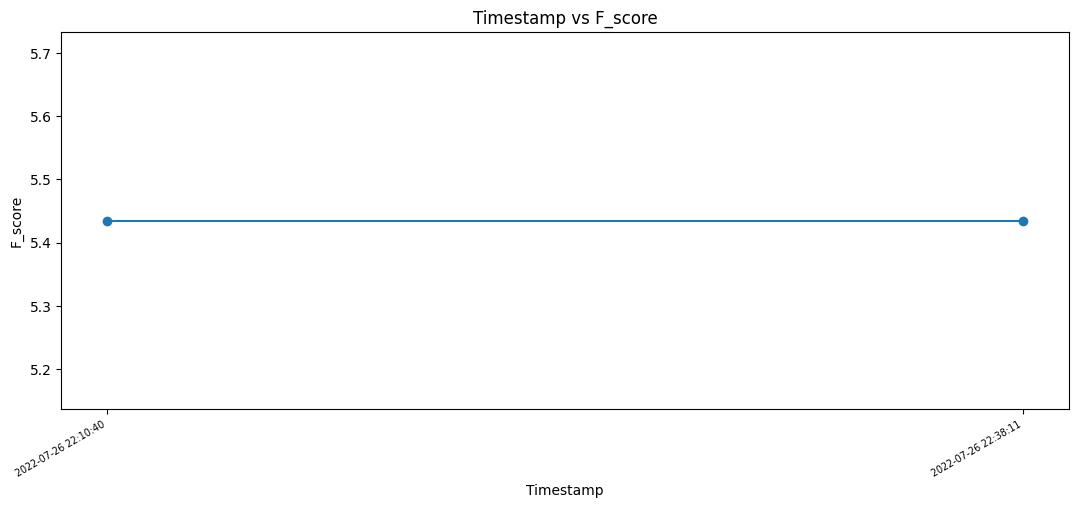 Timestamp vs F_score
5.7
5.6
5.5
5.4
5.3
5.2
F_score
2022-07-26 22:10:40
2022-07-26 22:38:11
Timestamp